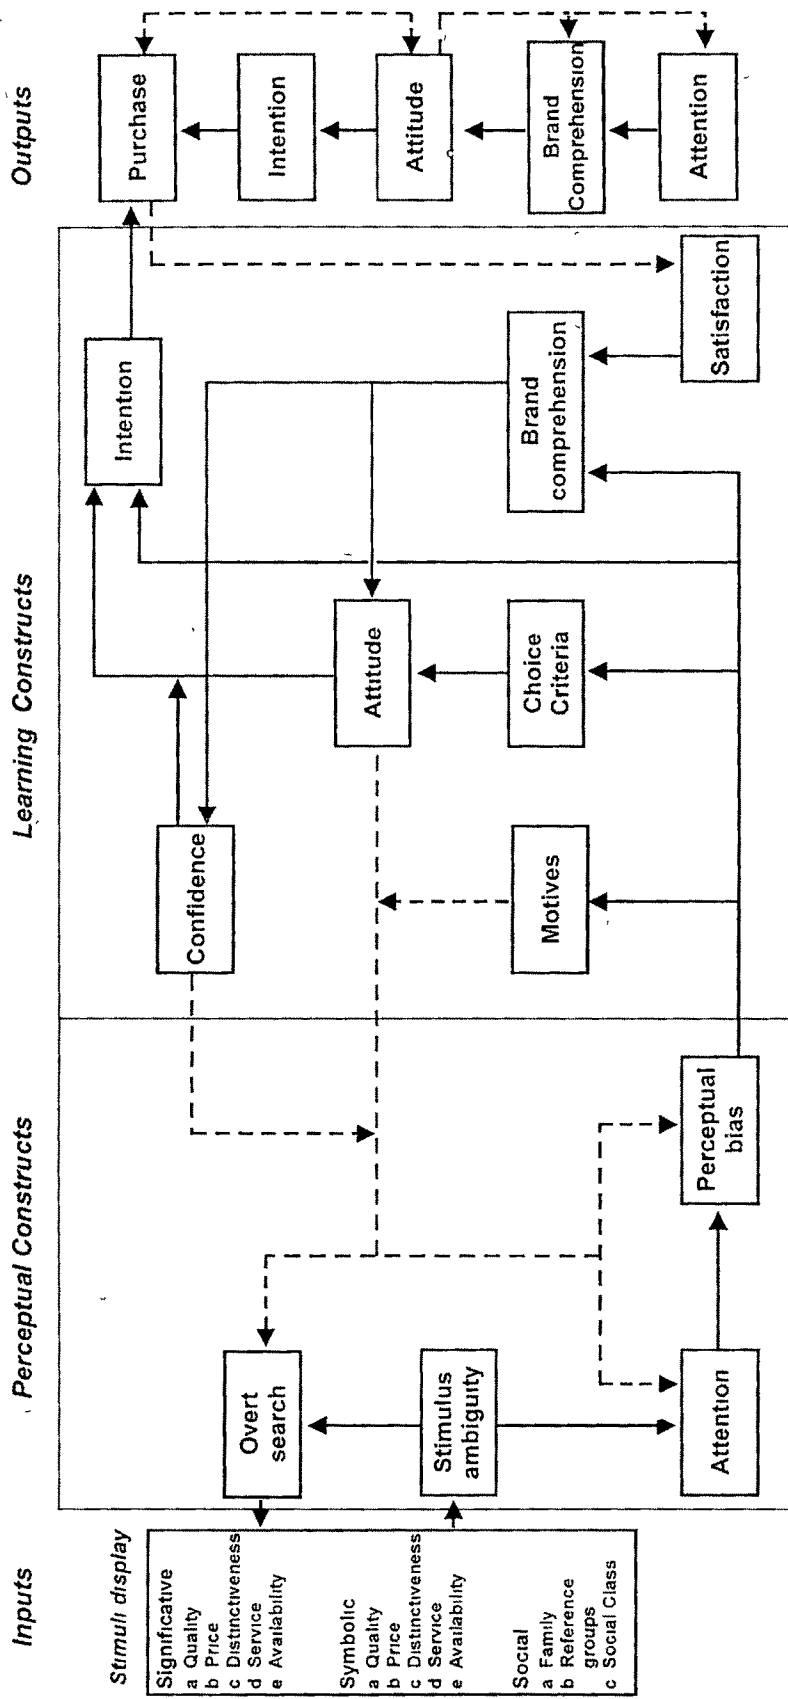 Inputs
Perceptual Constructs
Learning Constructs
Outputs
Stimuli display
Significative
a Quality
b Price
c Distinctiveness
d Service
e Availability
Symbolic
a Quality
b Price
c Distinctiveness
d Service
e Availability
Social
a Family
b Reference
groups
c Social Class
Overt
search
Stimulus
ambiguity
Attention
Perceptual
bias
Confidence
Motives
Attitude
Choice
Criteria
Intention
Brand
comprehension
Satisfaction
Purchase
Intention
Attitude
Brand
Comprehension
Attention